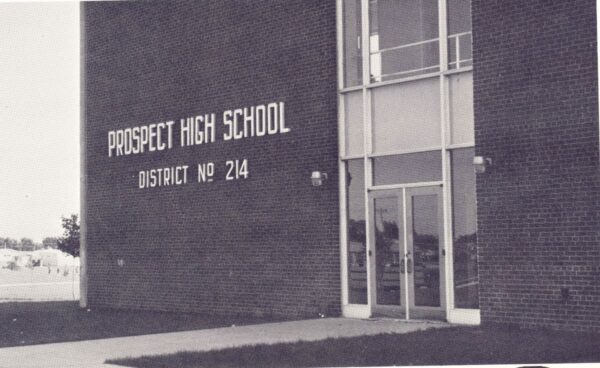 PROSPECT HIGH SCHOOL
DISTRICT Nº 214